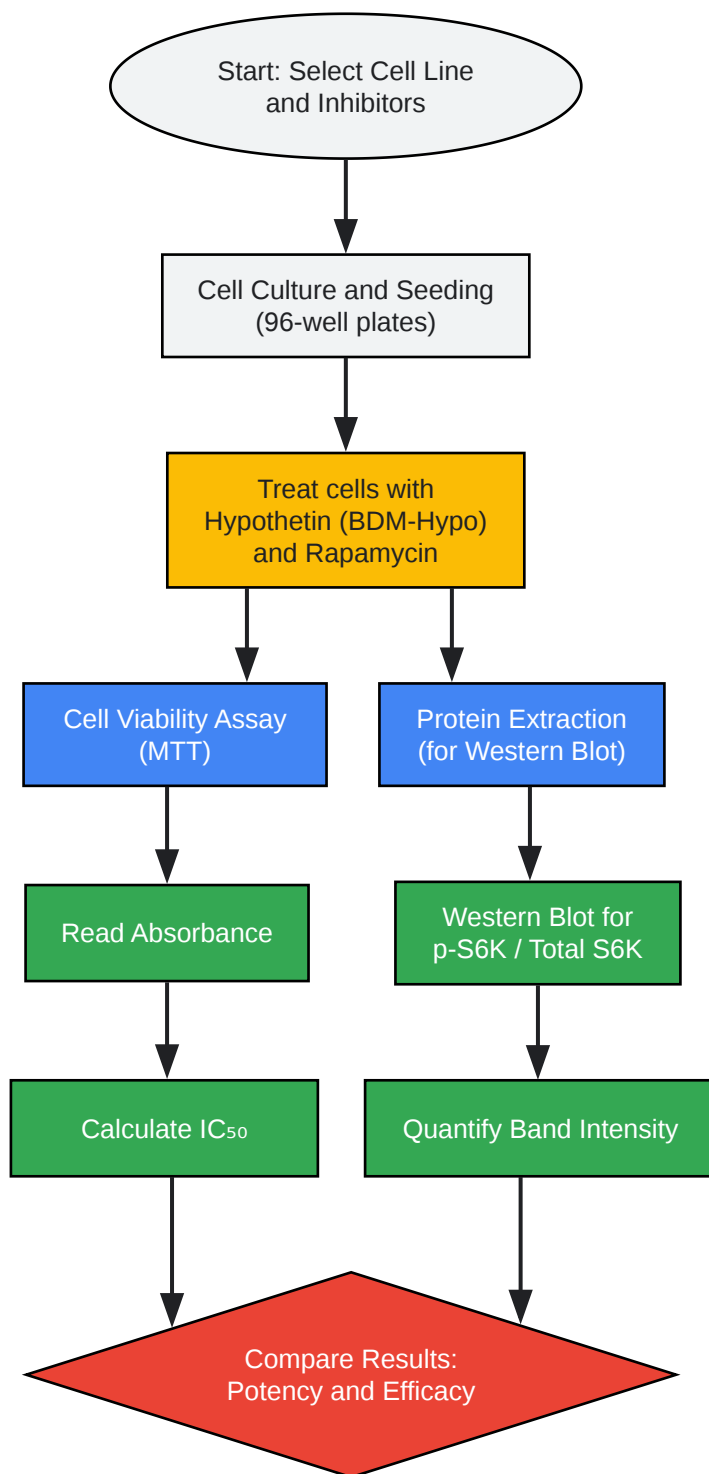 Start: Select Cell Line
and Inhibitors
Cell Culture and Seeding
(96-well plates)
Treat cells with
Hypothetin (BDM-Hypo)
and Rapamycin
Cell Viability Assay
(MTT)
Protein Extraction
(for Western Blot)
Read Absorbance
Western Blot for
p-S6K / Total S6K
Calculate IC₅₀
Quantify Band Intensity
Compare Results:
Potency and Efficacy